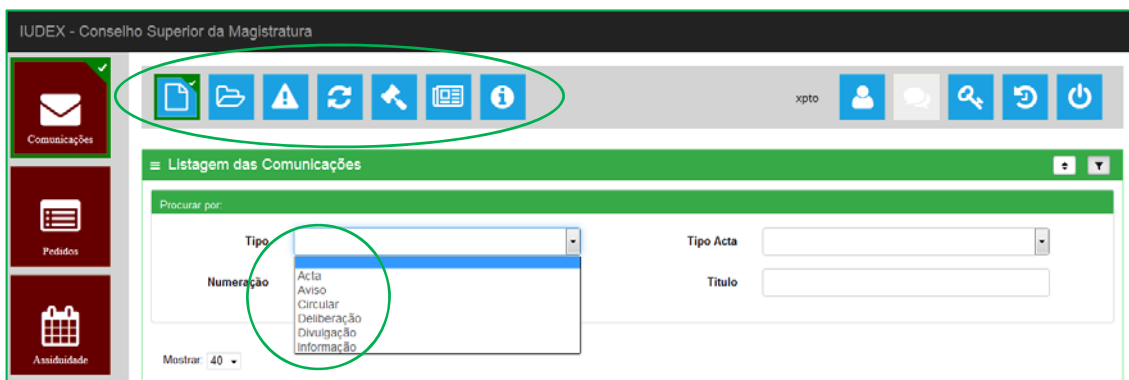 IUDEX - Conselho Superior da Magistratura
xpto
Comunicações
Listagem das Comunicações
Procurar por:
Tipo
Tipo Acta
Pedidos
Numeração
Titulo
Acta
Aviso
Circular
Deliberação
Divulgação
Informação
Mostrar: 40
Assiduidade